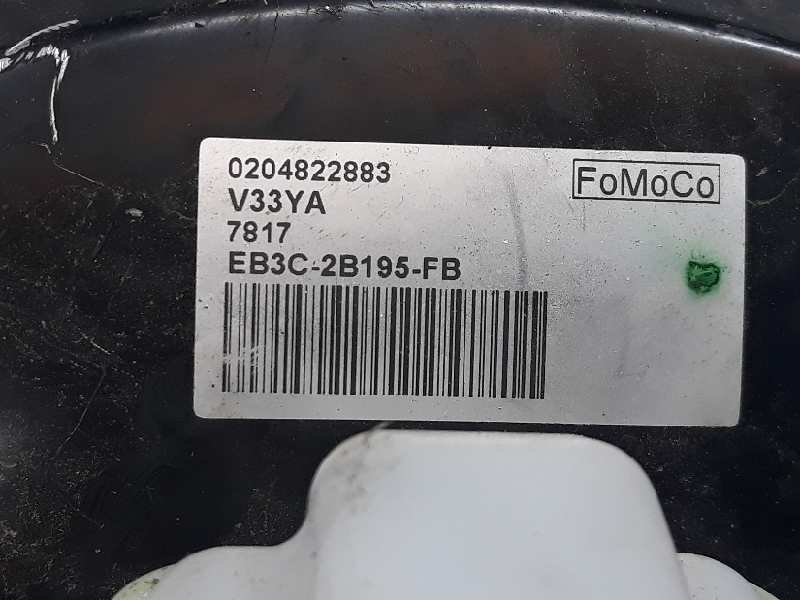 0204822883
FoMoCo
V33YA
7817
EB3C-2B195-FB